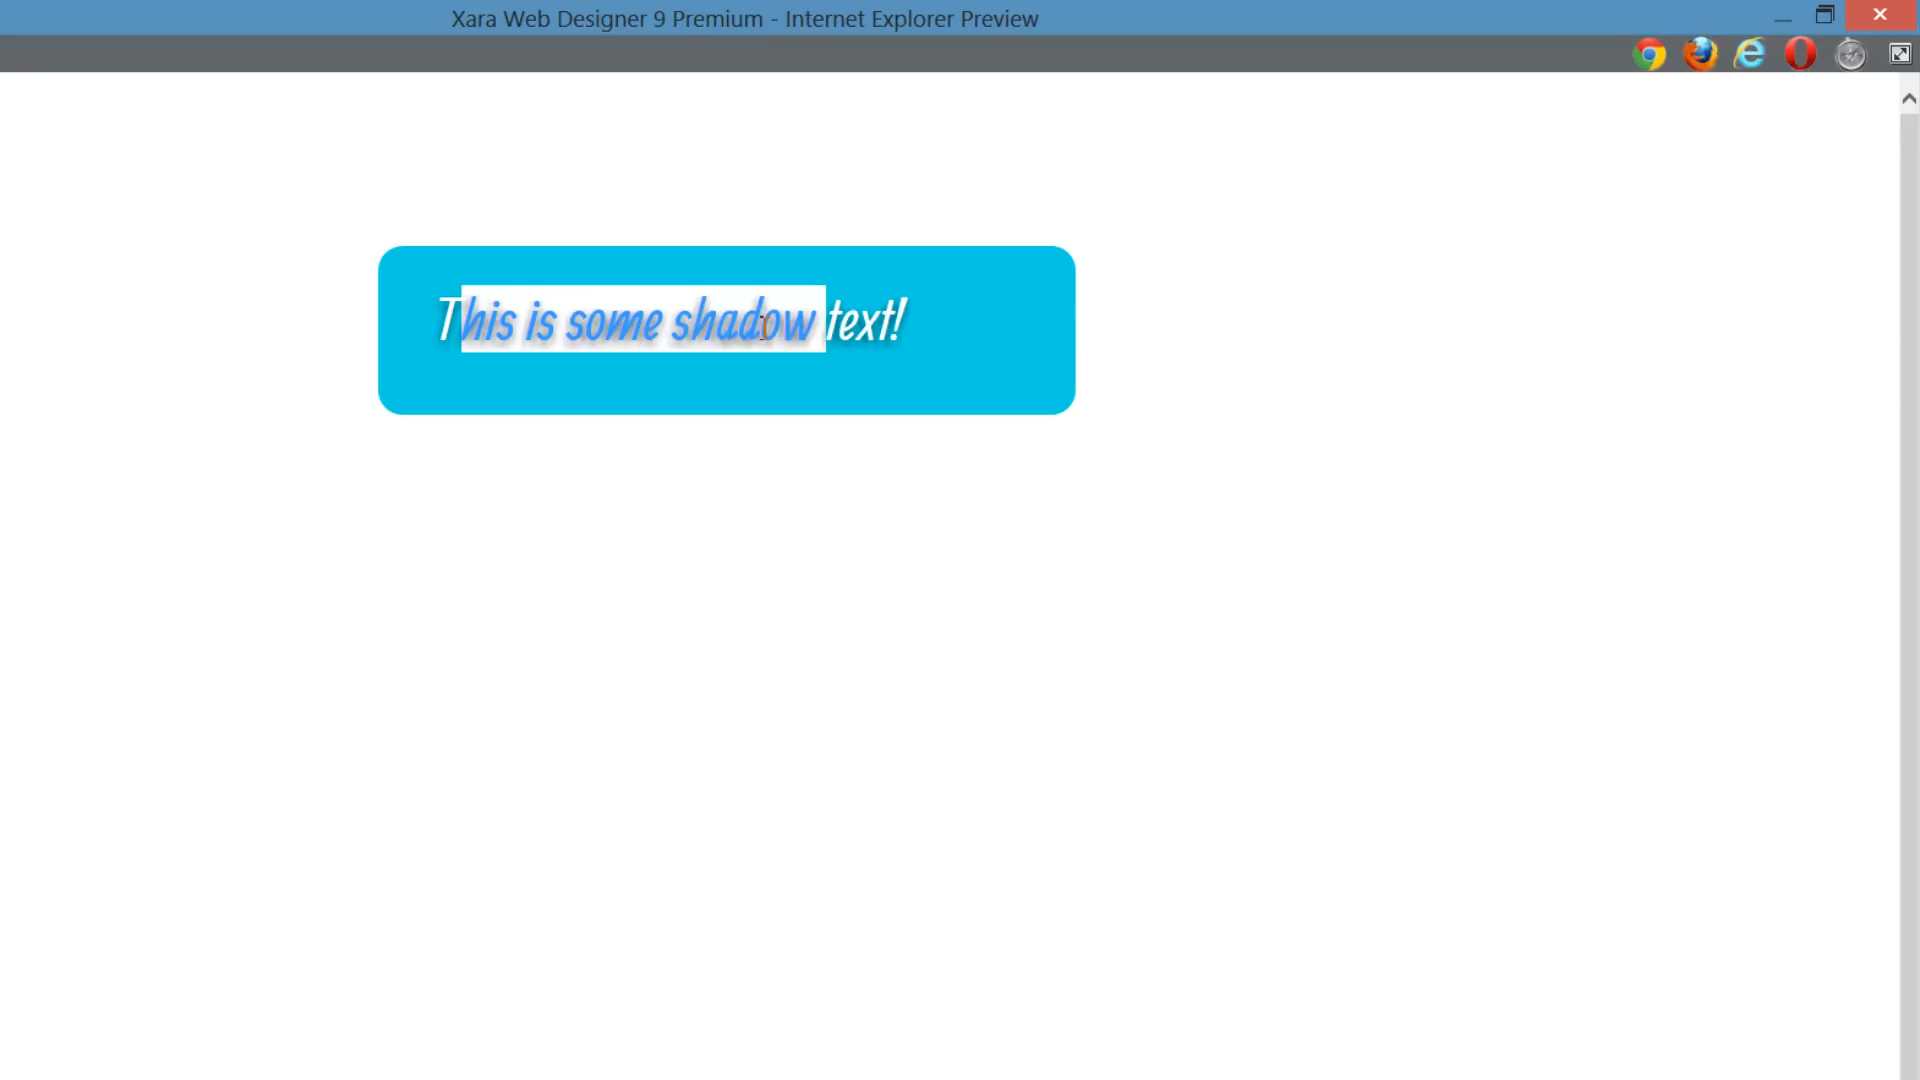 Xara Web Designer 9 Premium - Internet Explorer Preview
This is some shadow text!